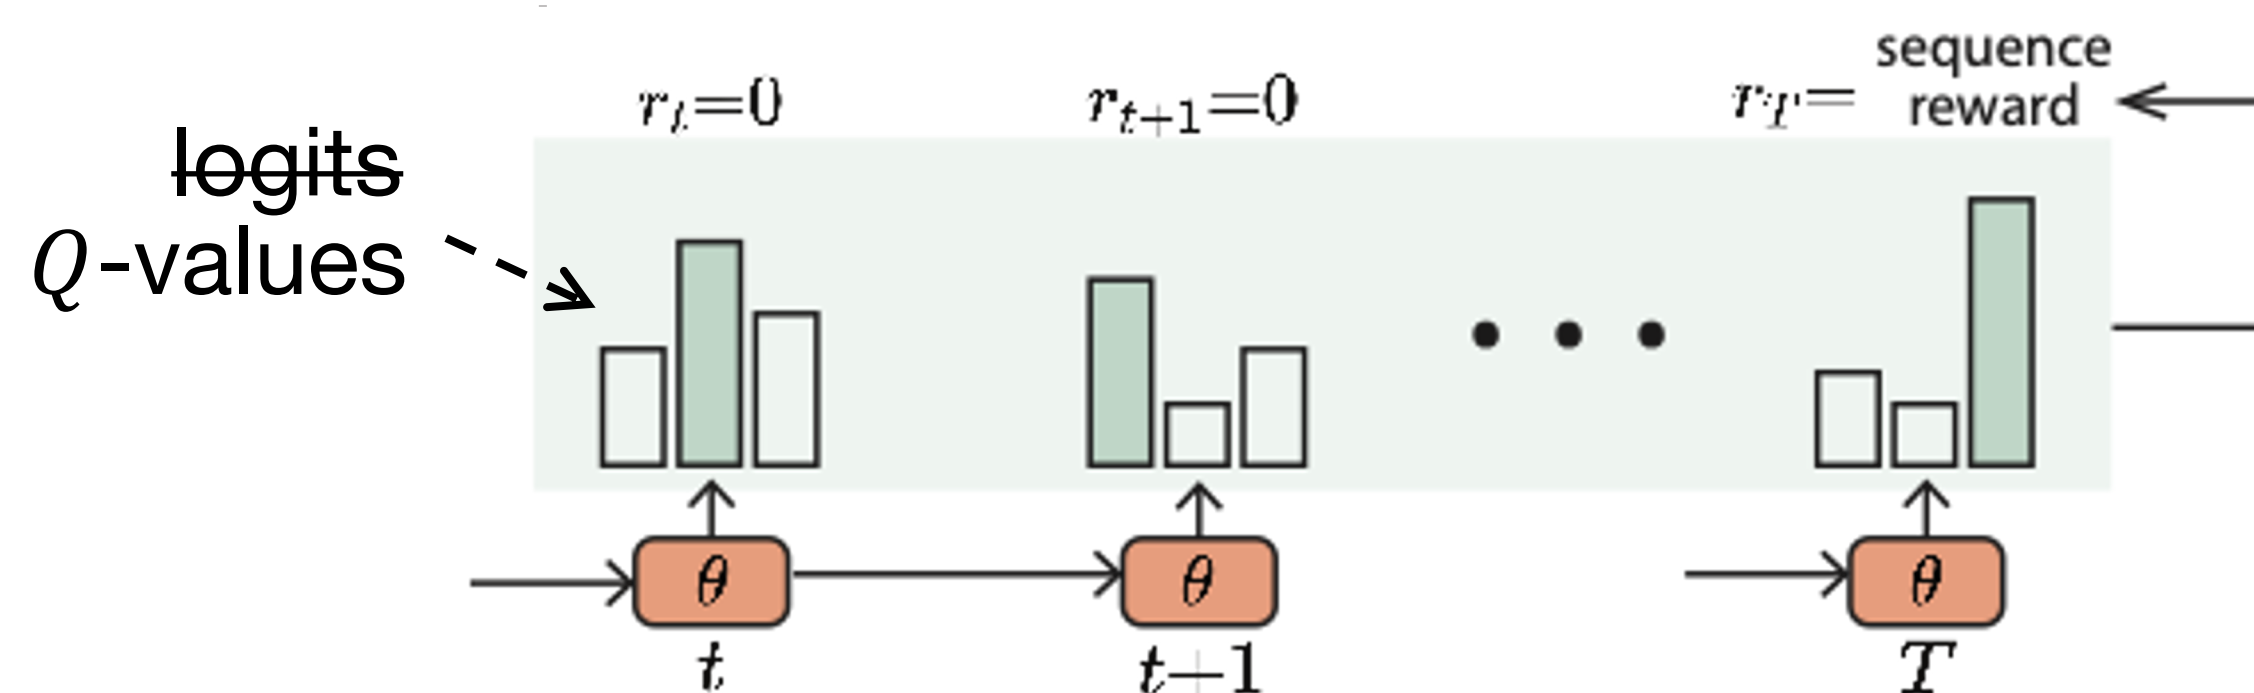 r_t=0
r_{t+1}=0
r_T=
sequence
reward
logits
Q-values
θ
θ
θ
t
t+1
T